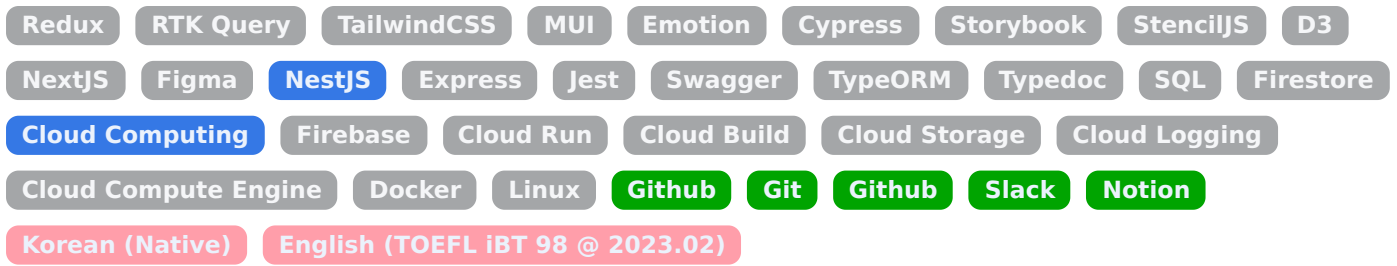 Redux RTK Query TailwindCSS MUI Emotion Cypress Storybook StencilJS D3
NextJS Figma NestJS Express Jest Swagger TypeORM Typedoc SQL Firestore
Cloud Computing Firebase Cloud Run Cloud Build Cloud Storage Cloud Logging
Cloud Compute Engine Docker Linux Github Git Github Slack Notion
Korean (Native) English (TOEFL iBT 98 @ 2023.02)